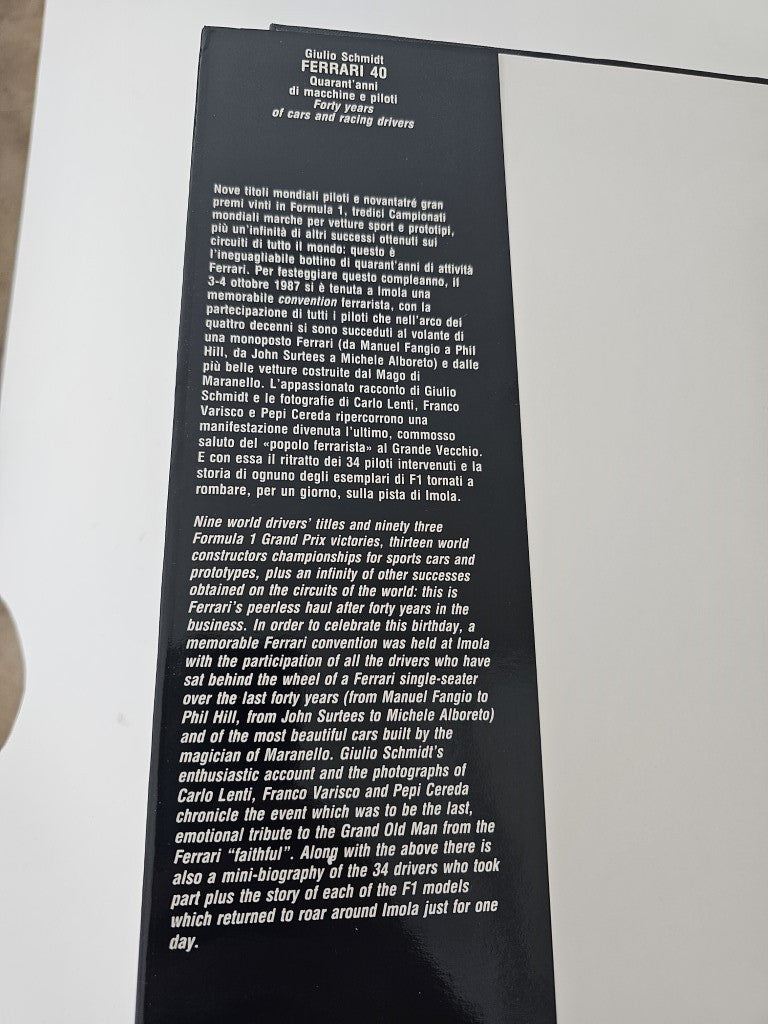 Giulio Schmidt
FERRARI 40
Quarant'anni
di macchine e piloti
Forty years
of cars and racing drivers
Nove titoli mondiali piloti e novantatré gran
premi vinti in Formula 1, tredici Campionati
mondiali marche per vetture sport e prototipi,
più un'infinità di altri successi ottenuti sui
circuiti di tutto il mondo: questo è
l'ineguagliabile bottino di quarant'anni di attività
Ferrari. Per festeggiare questo compleanno, il
3-4 ottobre 1987 si è tenuta a Imola una
memorabile convention ferrarista, con la
partecipazione di tutti i piloti che nell'arco dei
quattro decenni si sono succeduti al volante di
una monoposto Ferrari (da Manuel Fangio a Phil
Hill, da John Surtees a Michele Alboreto) e dalle
più belle vetture costruite dal Mago di
Maranello. L'appassionato racconto di Giulio
Schmidt e le fotografie di Carlo Lenti, Franco
Varisco e Pepi Cereda ripercorrono una
manifestazione divenuta l'ultimo, commosso
saluto del «popolo ferrarista» al Grande Vecchio.
E con essa il ritratto dei 34 piloti intervenuti e la
storia di ognuno degli esemplari di F1 tornati a
rombare, per un giorno, sulla pista di Imola.
Nine world drivers' titles and ninety three
Formula 1 Grand Prix victories, thirteen world
constructors championships for sports cars and
prototypes, plus an infinity of other successes
obtained on the circuits of the world: this is
Ferrari's peerless haul after forty years in the
business. In order to celebrate this birthday, a
memorable Ferrari convention was held at Imola
with the participation of all the drivers who have
sat behind the wheel of a Ferrari single-seater
over the last forty years (from Manuel Fangio to
Phil Hill, from John Surtees to Michele Alboreto)
and of the most beautiful cars built by the
magician of Maranello. Giulio Schmidt's
enthusiastic account and the photographs of
Carlo Lenti, Franco Varisco and Pepi Cereda
chronicle the event which was to be the last,
emotional tribute to the Grand Old Man from the
Ferrari "faithful". Along with the above there is
also a mini-biography of the 34 drivers who took
part plus the story of each of the F1 models
which returned to roar around Imola just for one
day.